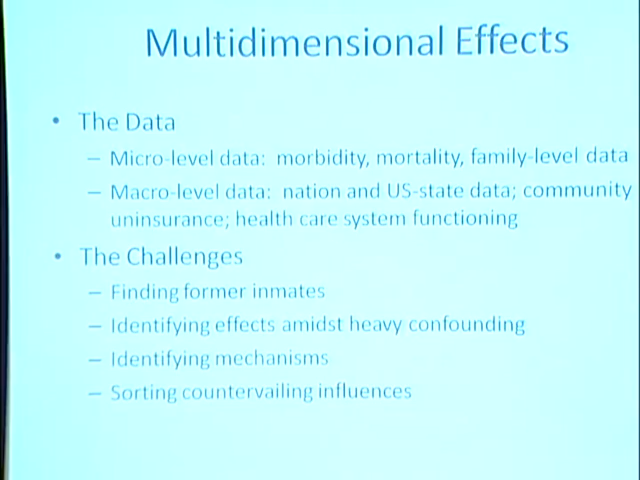 Multidimensional Effects
• The Data
– Micro-level data: morbidity, mortality, family-level data
– Macro-level data: nation and US-state data; community
uninsurance; health care system functioning
• The Challenges
– Finding former inmates
– Identifying effects amidst heavy confounding
– Identifying mechanisms
– Sorting countervailing influences